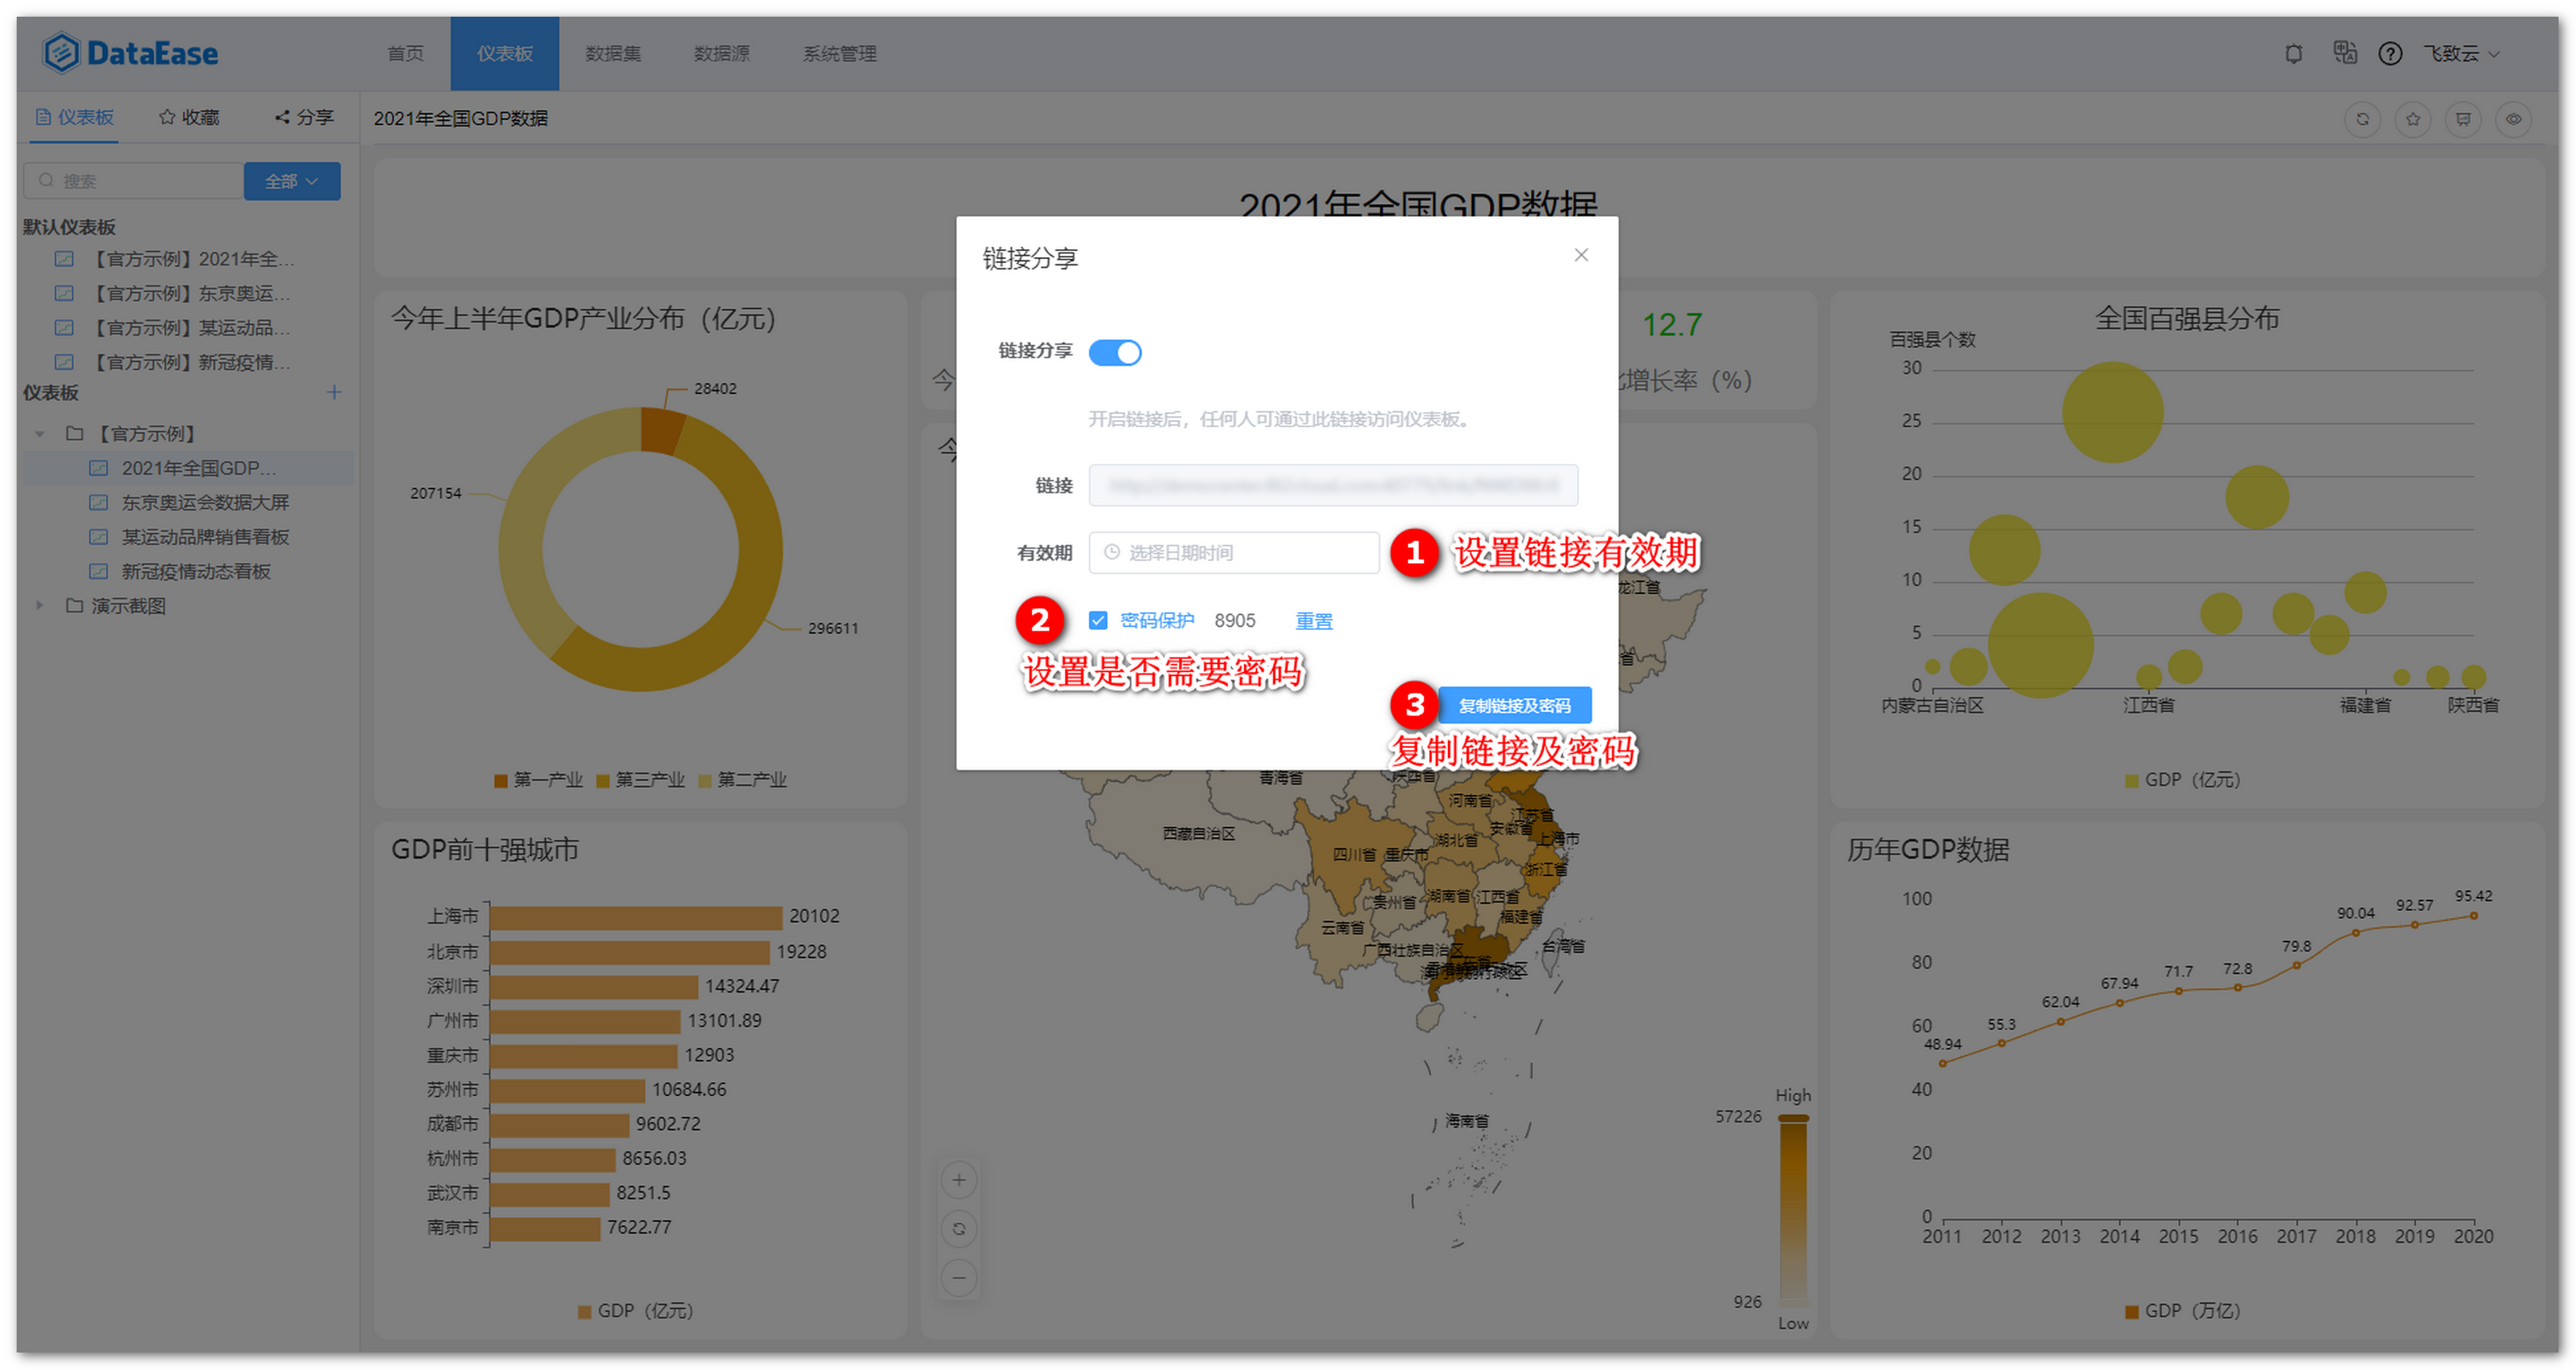 DataEase
首页 仪表板 数据集 数据源 系统管理
飞致云
仪表板 收藏 分享
2021年全国GDP数据
搜索 全部
默认仪表板
【官方示例】2021年全...
【官方示例】东京奥运...
【官方示例】某运动品...
【官方示例】新冠疫情...
仪表板
【官方示例】
2021年全国GDP...
东京奥运会数据大屏
某运动品牌销售看板
新冠疫情动态看板
演示截图
2021年全国GDP数据
今年上半年GDP产业分布（亿元）
28402
207154
296611
第一产业 第三产业 第二产业
今
12.7
增长率（%）
今
链接分享
链接分享
开启链接后，任何人可通过此链接访问仪表板。
链接
有效期 选择日期时间
1 设置链接有效期
2 密码保护 8905 重置
设置是否需要密码
3 复制链接及密码
复制链接及密码
龙江省
省
青海省
陕西省
河南省
江苏省
西藏自治区
安徽省
上海市
湖北省
四川省
重庆市
浙江省
湖南省
江西省
贵州省
福建省
云南省
广西壮族自治区
台湾省
海南省
High
57226
926
Low
全国百强县分布
百强县个数
30
25
20
15
10
5
0
内蒙古自治区 江西省 福建省 陕西省
GDP（亿元）
GDP前十强城市
上海市 20102
北京市 19228
深圳市 14324.47
广州市 13101.89
重庆市 12903
苏州市 10684.66
成都市 9602.72
杭州市 8656.03
武汉市 8251.5
南京市 7622.77
GDP（亿元）
历年GDP数据
100
80
60
40
20
0
48.94
55.3
62.04
67.94
71.7
72.8
79.8
90.04
92.57
95.42
2011 2012 2013 2014 2015 2016 2017 2018 2019 2020
GDP（万亿）